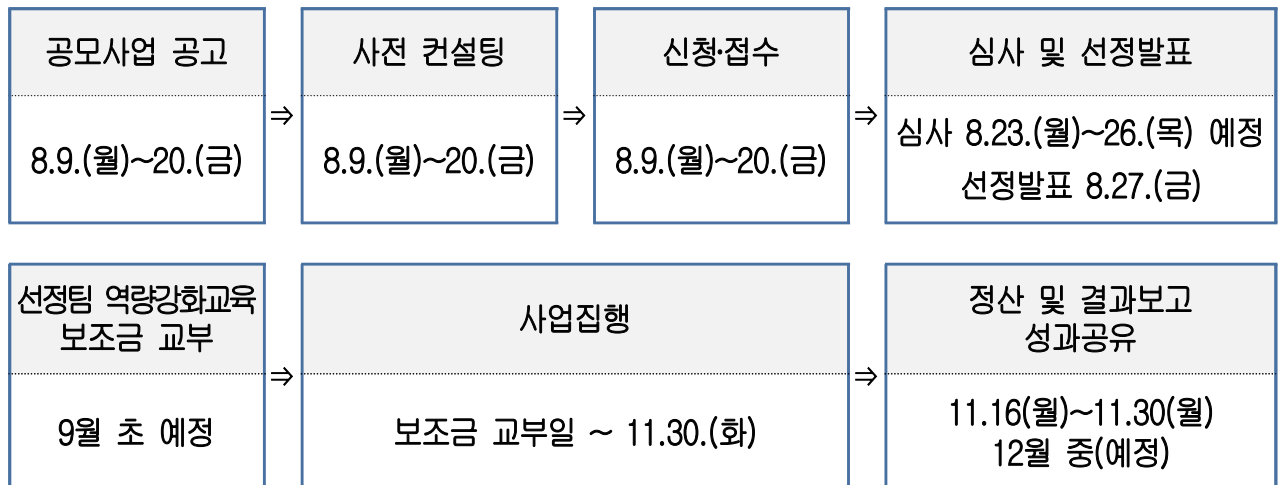 공모사업 공고
8.9.(월)~20.(금)
⇒
사전 컨설팅
8.9.(월)~20.(금)
⇒
신청·접수
8.9.(월)~20.(금)
⇒
심사 및 선정발표
심사 8.23.(월)~26.(목) 예정
선정발표 8.27.(금)
선정팀 역량강화교육
보조금 교부
9월 초 예정
⇒
사업집행
보조금 교부일 ~ 11.30.(화)
⇒
정산 및 결과보고
성과공유
11.16(월)~11.30(월)
12월 중(예정)